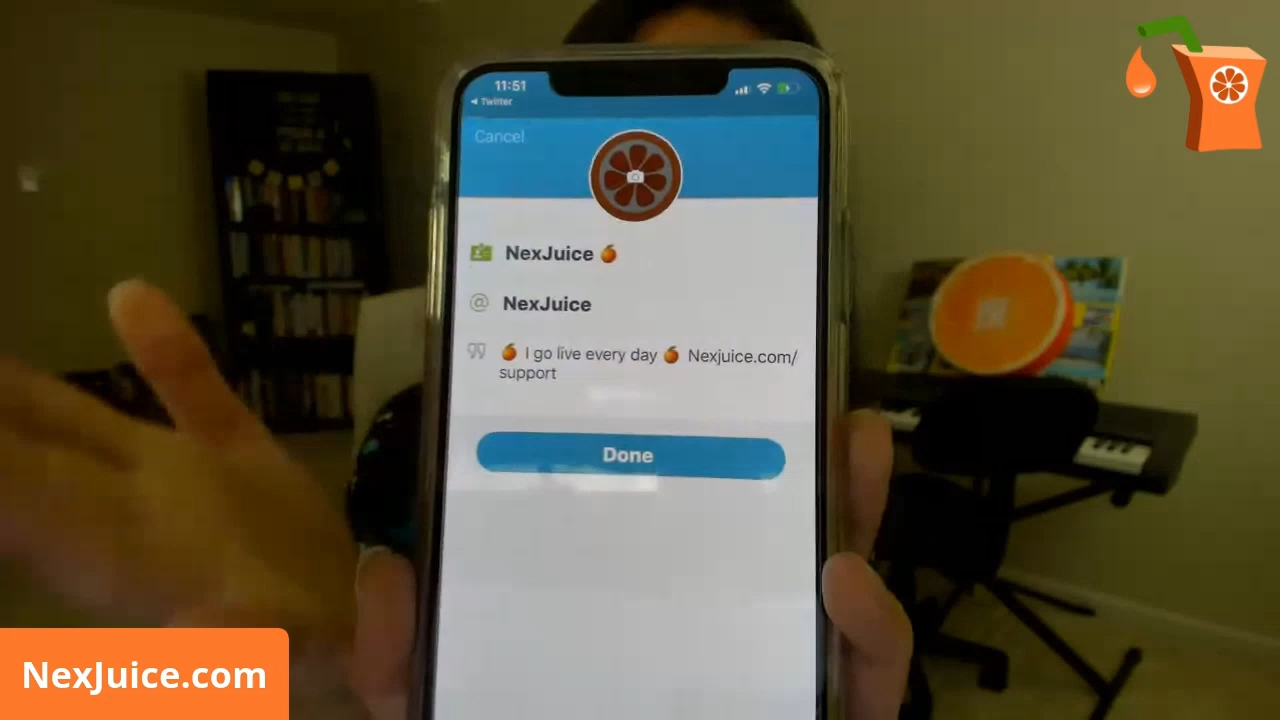 11:51
Twitter
Cancel
NexJuice 🍊
@ NexJuice
🍊 I go live every day 🍊 Nexjuice.com/
support
Done
NexJuice.com